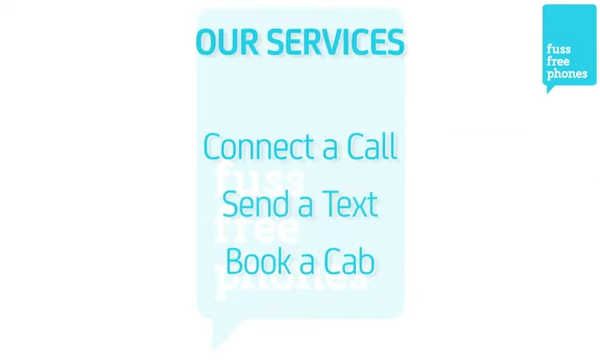 OUR SERVICES
fuss
free
phones
Connect a Call
fuss
Send a Text
free
Book a Cab
phones